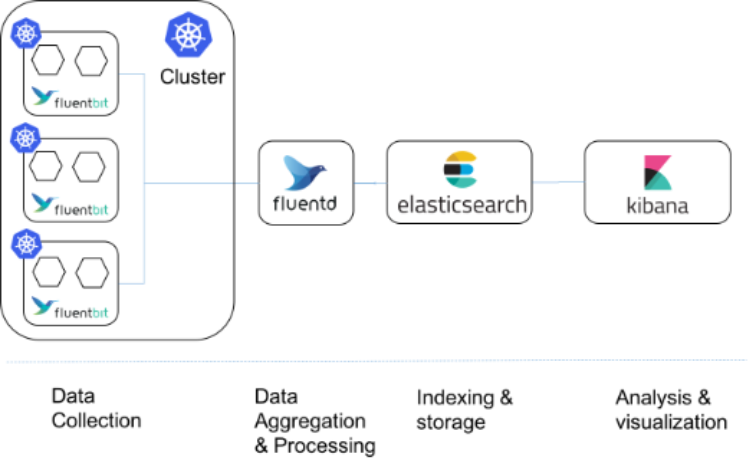 Cluster
fluentbit
fluentbit
fluentbit
fluentd
elasticsearch
kibana
Data
Collection
Data
Aggregation
& Processing
Indexing &
storage
Analysis &
visualization